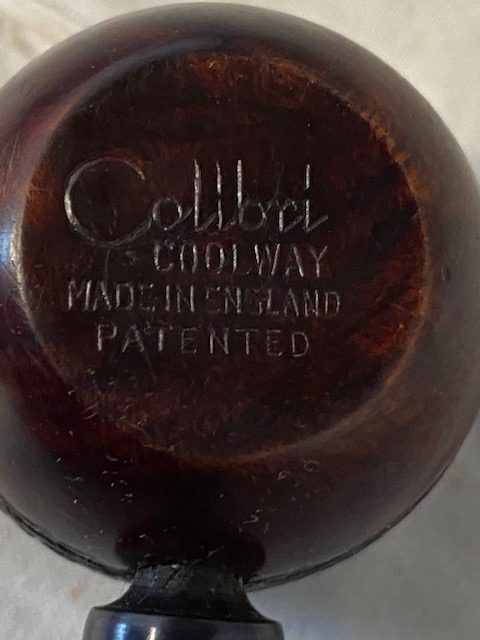 Colibri
COOLWAY
MADE IN ENGLAND
PATENTED